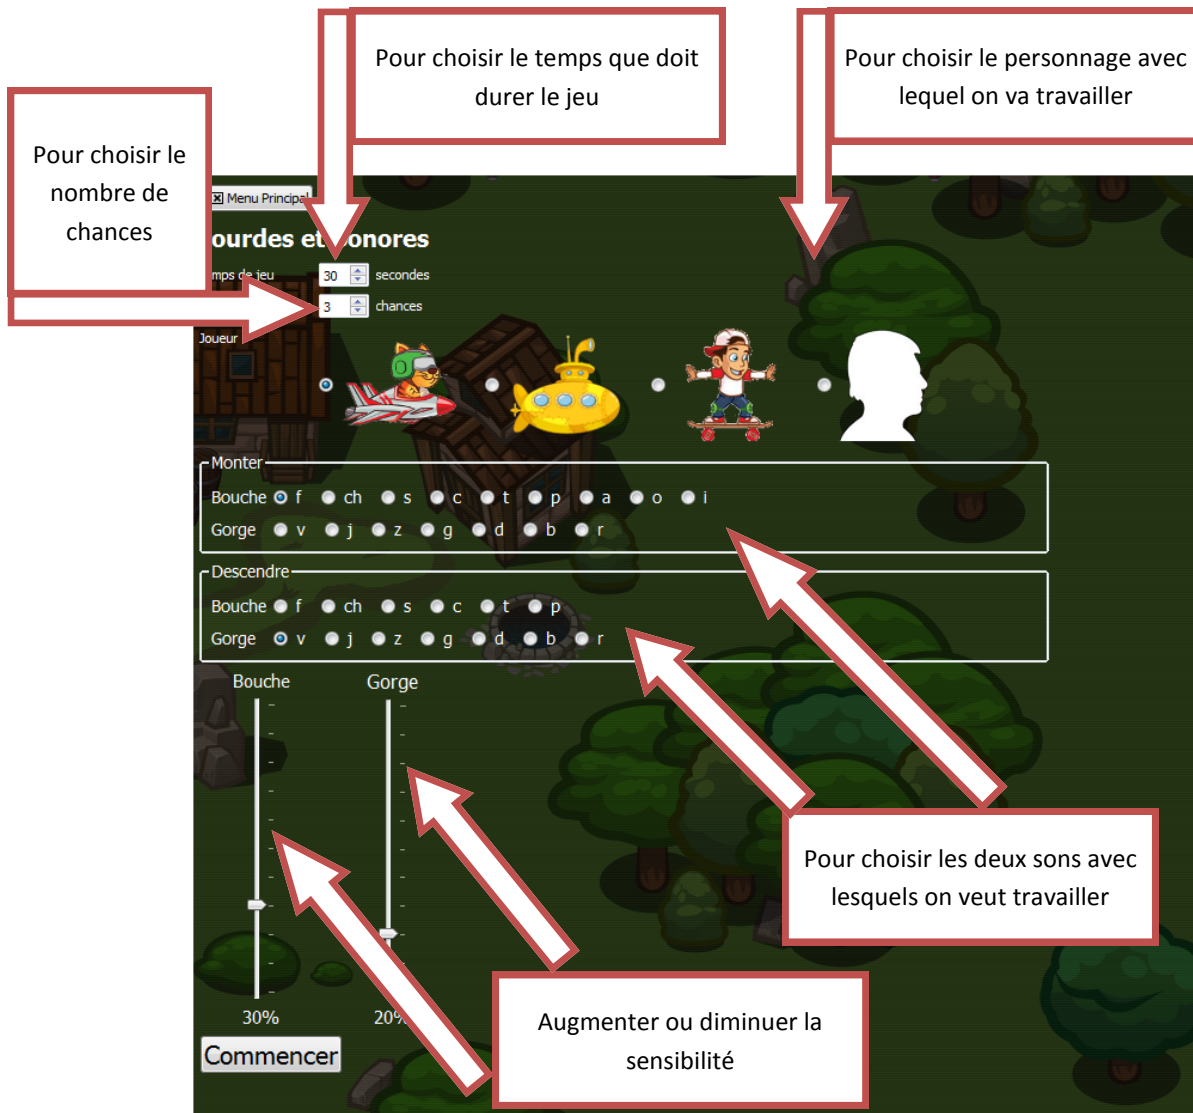 Pour choisir le temps que doit
durer le jeu
Pour choisir le personnage avec
lequel on va travailler
Pour choisir le
nombre de
chances
Menu Principal
ourdes et onores
mps de jeu 30 secondes
3 chances
Joueur
Monter
Bouche f ch s c t p a o i
Gorge v j z g d b r
Descendre
Bouche f ch s c t p
Gorge v j z g d b r
Bouche Gorge
Pour choisir les deux sons avec
lesquels on veut travailler
30% 20%
Augmenter ou diminuer la
sensibilité
Commencer